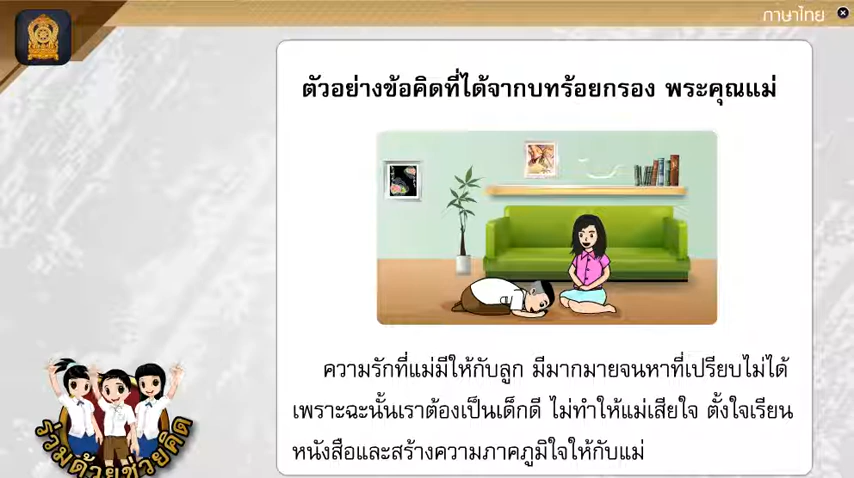 ภาษาไทย
ตัวอย่างข้อคิดที่ได้จากบทร้อยกรอง พระคุณแม่
ความรักที่แม่มีให้กับลูก มีมากมายจนหาที่เปรียบไม่ได้
เพราะฉะนั้นเราต้องเป็นเด็กดี ไม่ทำให้แม่เสียใจ ตั้งใจเรียน
หนังสือและสร้างความภาคภูมิใจให้กับแม่
ร่วมด้วยช่วยคิด